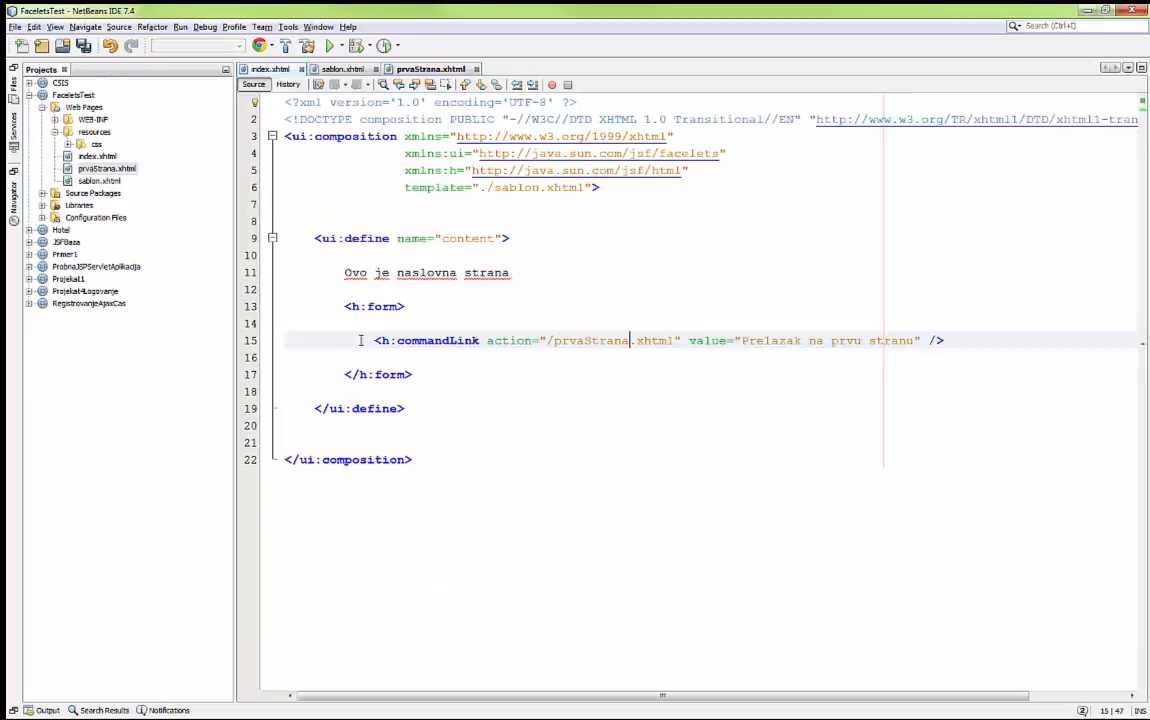 FaceletsTest - NetBeans IDE 7.4
File Edit View Navigate Source Refactor Run Debug Profile Team Tools Window Help
Search (Ctrl+I)
Projects
index.xhtml sablon.xhtml prvaStrana.xhtml
Source History
Files
Services
Navigator
CSIS
FaceletsTest
Web Pages
WEB-INF
resources
css
index.xhtml
prvaStrana.xhtml
sablon.xhtml
Source Packages
Libraries
Configuration Files
Hotel
JSFBaza
Primer1
ProbnaJSPServletAplikacija
Projekat1
Projekat4Logovanje
RegistrovanjeAjaxCas
<?xml version='1.0' encoding='UTF-8' ?>
2 <!DOCTYPE composition PUBLIC "-//W3C//DTD XHTML 1.0 Transitional//EN" "http://www.w3.org/TR/xhtml1/DTD/xhtml1-tran
3 <ui:composition xmlns="http://www.w3.org/1999/xhtml"
4 xmlns:ui="http://java.sun.com/jsf/facelets"
5 xmlns:h="http://java.sun.com/jsf/html"
6 template="./sablon.xhtml">
7
8
9 <ui:define name="content">
10
11 Ovo je naslovna strana
12
13 <h:form>
14
15 <h:commandLink action="/prvaStrana.xhtml" value="Prelazak na prvu stranu" />
16
17 </h:form>
18
19 </ui:define>
20
21
22 </ui:composition>
Output Search Results Notifications
2 15 | 47 INS